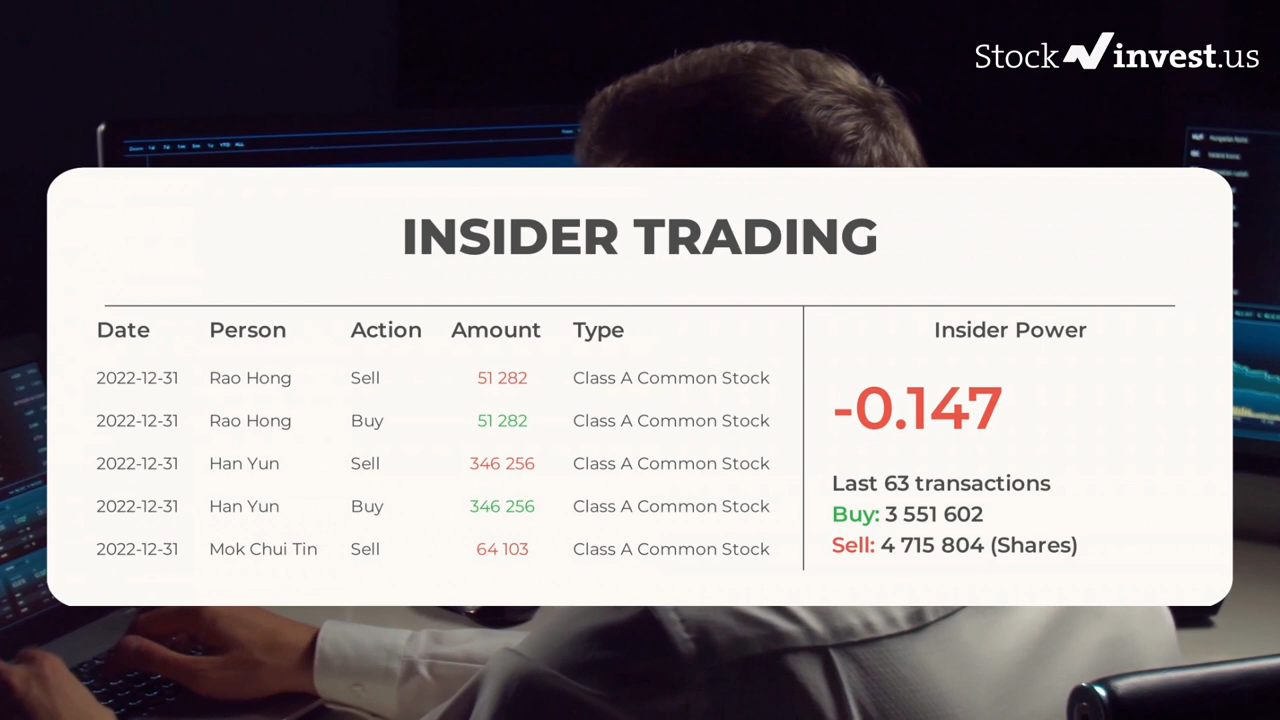 Stock invest.us
INSIDER TRADING
Date Person Action Amount Type Insider Power
2022-12-31 Rao Hong Sell 51 282 Class A Common Stock
-0.147
2022-12-31 Rao Hong Buy 51 282 Class A Common Stock
2022-12-31 Han Yun Sell 346 256 Class A Common Stock
Last 63 transactions
2022-12-31 Han Yun Buy 346 256 Class A Common Stock
Buy: 3 551 602
2022-12-31 Mok Chui Tin Sell 64 103 Class A Common Stock
Sell: 4 715 804 (Shares)